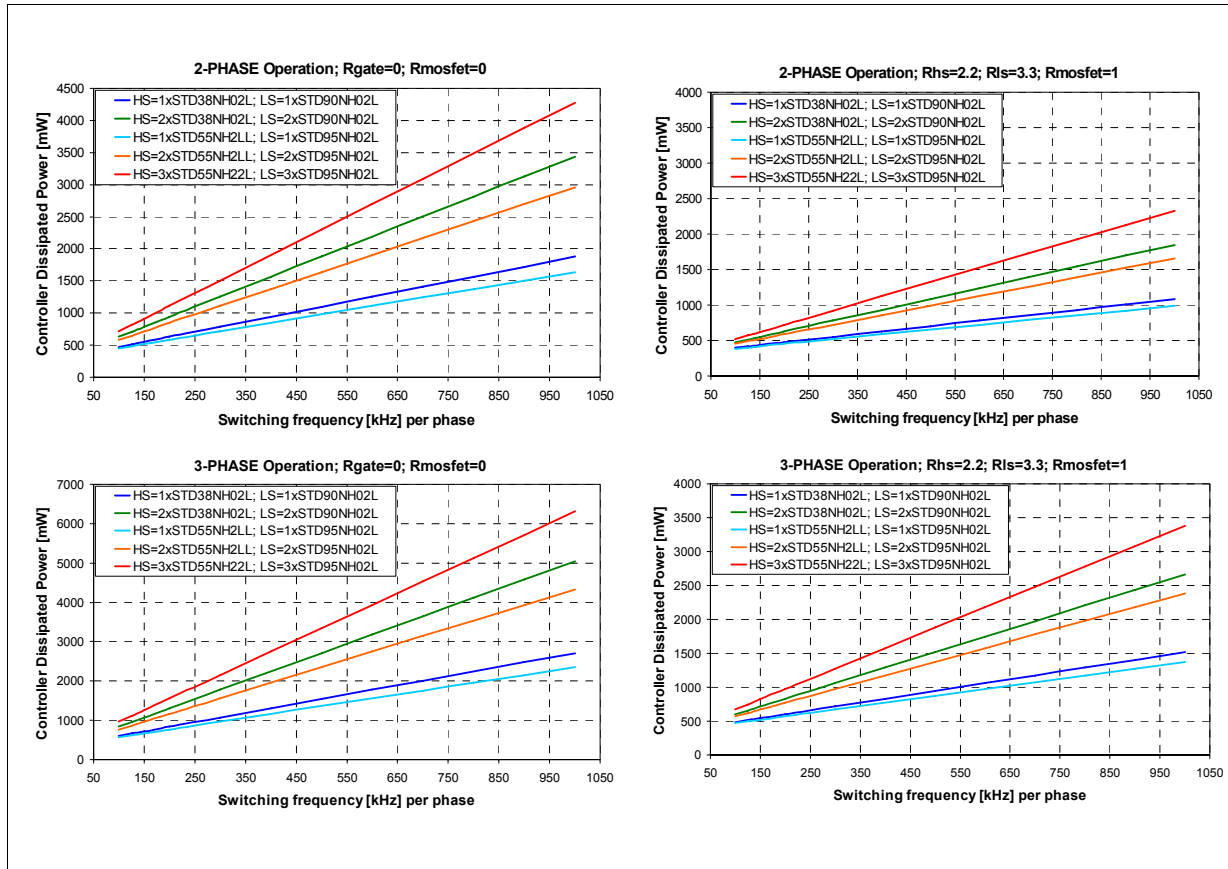 2-PHASE Operation; Rgate=0; Rmosfet=0
4500
4000
3500
3000
2500
2000
1500
1000
500
0
Controller Dissipated Power [mW]
HS=1xSTD38NH02L; LS=1xSTD90NH02L
HS=2xSTD38NH02L; LS=2xSTD90NH02L
HS=1xSTD55NH2LL; LS=1xSTD95NH02L
HS=2xSTD55NH2LL; LS=2xSTD95NH02L
HS=3xSTD55NH22L; LS=3xSTD95NH02L
50 150 250 350 450 550 650 750 850 950 1050
Switching frequency [kHz] per phase
2-PHASE Operation; Rhs=2.2; Rls=3.3; Rmosfet=1
4000
3500
3000
2500
2000
1500
1000
500
0
Controller Dissipated Power [mW]
HS=1xSTD38NH02L; LS=1xSTD90NH02L
HS=2xSTD38NH02L; LS=2xSTD90NH02L
HS=1xSTD55NH2LL; LS=1xSTD95NH02L
HS=2xSTD55NH2LL; LS=2xSTD95NH02L
HS=3xSTD55NH22L; LS=3xSTD95NH02L
50 150 250 350 450 550 650 750 850 950 1050
Switching frequency [kHz] per phase
3-PHASE Operation; Rgate=0; Rmosfet=0
7000
6000
5000
4000
3000
2000
1000
0
Controller Dissipated Power [mW]
HS=1xSTD38NH02L; LS=1xSTD90NH02L
HS=2xSTD38NH02L; LS=2xSTD90NH02L
HS=1xSTD55NH2LL; LS=1xSTD95NH02L
HS=2xSTD55NH2LL; LS=2xSTD95NH02L
HS=3xSTD55NH22L; LS=3xSTD95NH02L
50 150 250 350 450 550 650 750 850 950 1050
Switching frequency [kHz] per phase
3-PHASE Operation; Rhs=2.2; Rls=3.3; Rmosfet=1
4000
3500
3000
2500
2000
1500
1000
500
0
Controller Dissipated Power [mW]
HS=1xSTD38NH02L; LS=1xSTD90NH02L
HS=2xSTD38NH02L; LS=2xSTD90NH02L
HS=1xSTD55NH2LL; LS=1xSTD95NH02L
HS=2xSTD55NH2LL; LS=2xSTD95NH02L
HS=3xSTD55NH22L; LS=3xSTD95NH02L
50 150 250 350 450 550 650 750 850 950 1050
Switching frequency [kHz] per phase